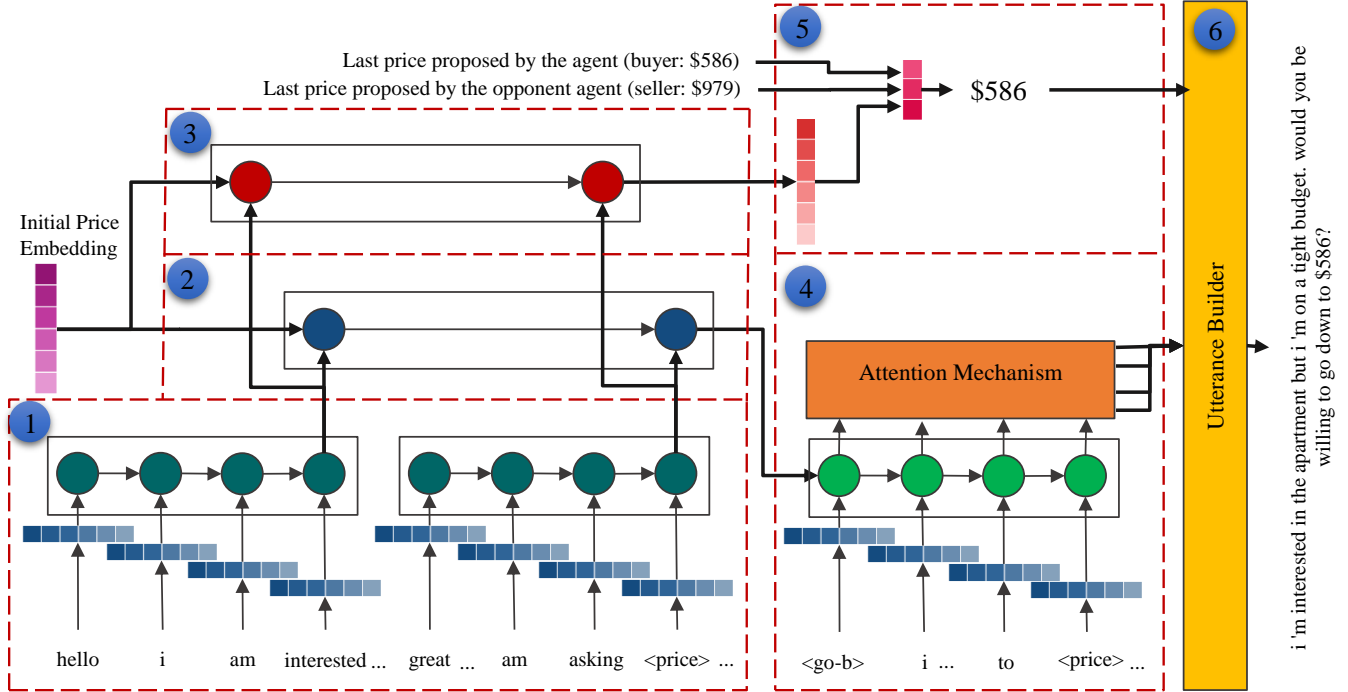 5
6
Last price proposed by the agent (buyer: $586)
Last price proposed by the opponent agent (seller: $979)
$586
3
Initial Price
Embedding
2
4
Attention Mechanism
1
hello i am interested ... great ... am asking <price> ...
<go-b> i ... to <price> ...
Utterance Builder
i 'm interested in the apartment but i 'm on a tight budget. would you be
willing to go down to $586?